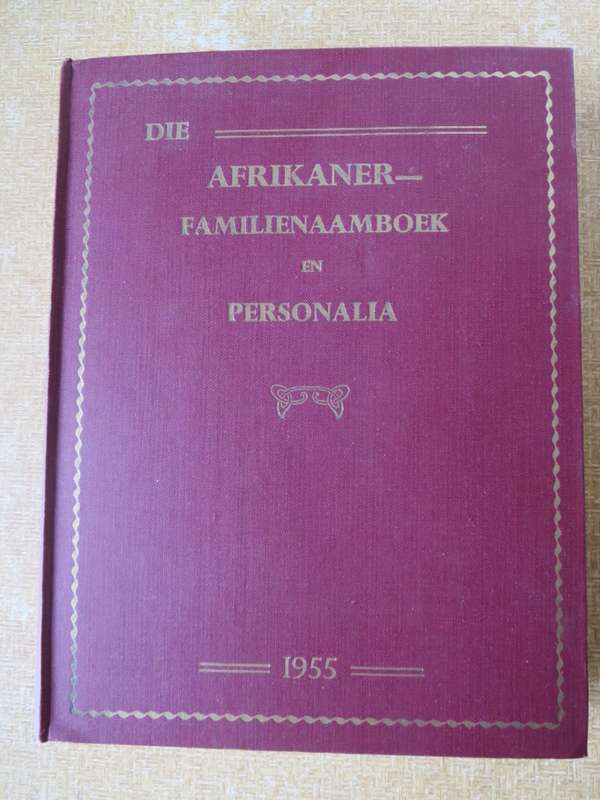 DIE
AFRIKANER—
FAMILIENAAMBOEK
EN
PERSONALIA
1955